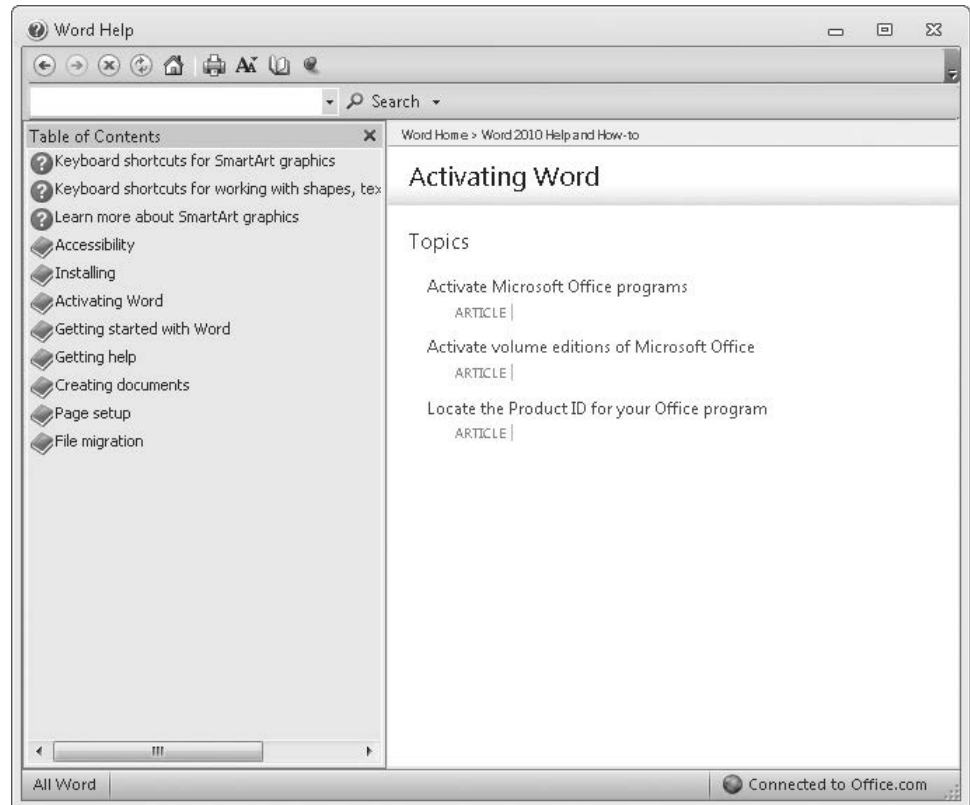 Word Help
Search
Table of Contents
Keyboard shortcuts for SmartArt graphics
Keyboard shortcuts for working with shapes, tex
Learn more about SmartArt graphics
Accessibility
Installing
Activating Word
Getting started with Word
Getting help
Creating documents
Page setup
File migration
Word Home > Word 2010 Help and How-to
Activating Word
Topics
Activate Microsoft Office programs
ARTICLE |
Activate volume editions of Microsoft Office
ARTICLE |
Locate the Product ID for your Office program
ARTICLE |
All Word
Connected to Office.com